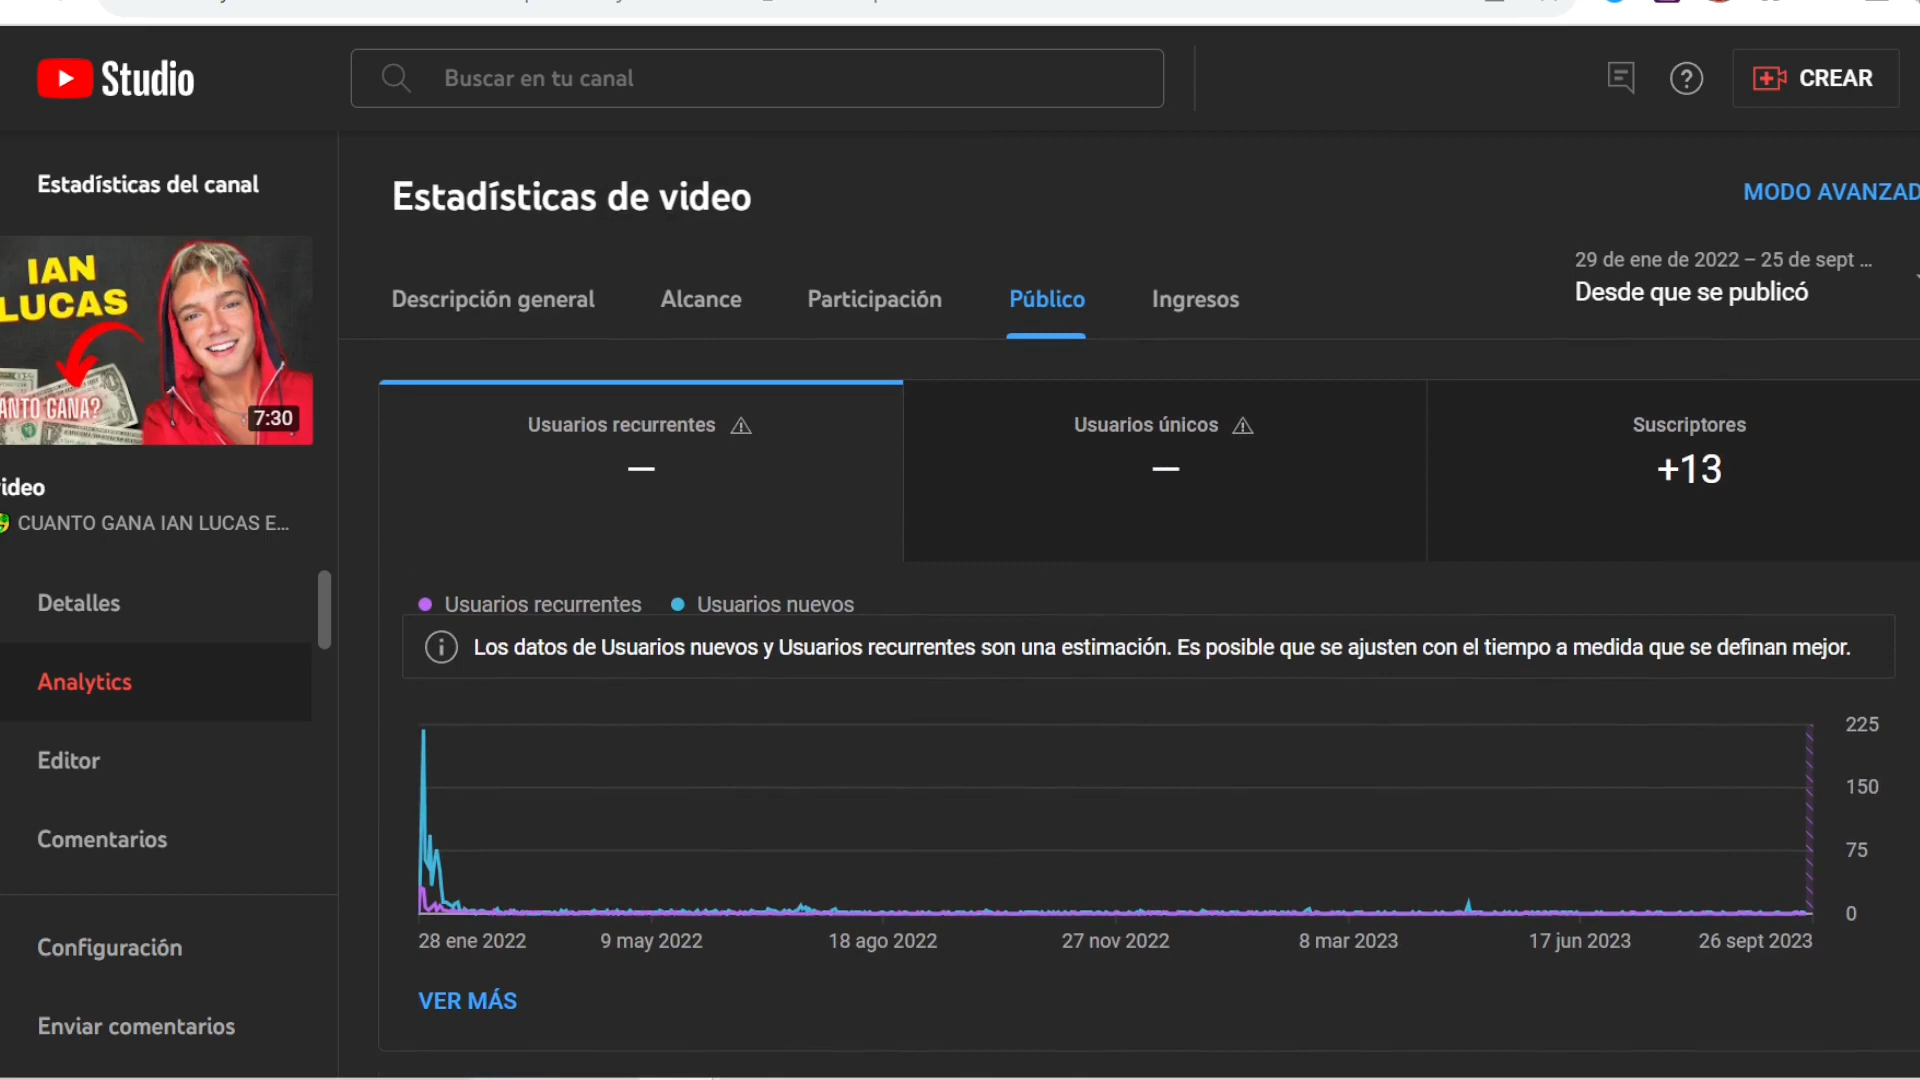 Studio
Buscar en tu canal
CREAR
Estadísticas del canal
IAN
LUCAS
ANTO GANA?
7:30
ideo
CUANTO GANA IAN LUCAS E...
Detalles
Analytics
Editor
Comentarios
Configuración
Enviar comentarios
Estadísticas de video
MODO AVANZAD
29 de ene de 2022 – 25 de sept ...
Desde que se publicó
Descripción general
Alcance
Participación
Público
Ingresos
Usuarios recurrentes
—
Usuarios únicos
—
Suscriptores
+13
Usuarios recurrentes
Usuarios nuevos
Los datos de Usuarios nuevos y Usuarios recurrentes son una estimación. Es posible que se ajusten con el tiempo a medida que se definan mejor.
225
150
75
0
28 ene 2022
9 may 2022
18 ago 2022
27 nov 2022
8 mar 2023
17 jun 2023
26 sept 2023
VER MÁS